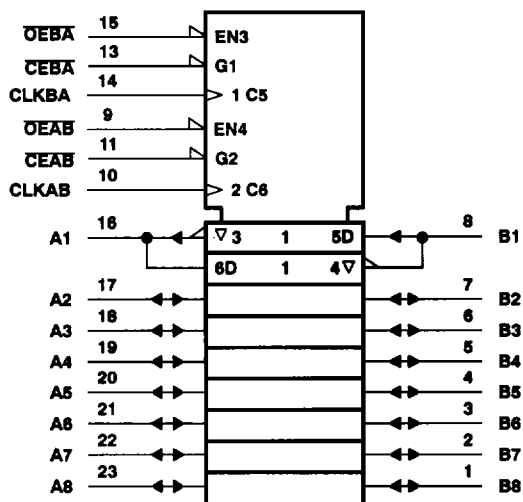 OEBA 15 EN3
CEBA 13 G1
CLKBA 14 1 C5
OEAB 9 EN4
CEAB 11 G2
CLKAB 10 2 C6
A1 16 ▽ 3 1 5D 8 B1
6D 1 4 ▽
A2 17 7 B2
A3 18 6 B3
A4 19 5 B4
A5 20 4 B5
A6 21 3 B6
A7 22 2 B7
A8 23 1 B8